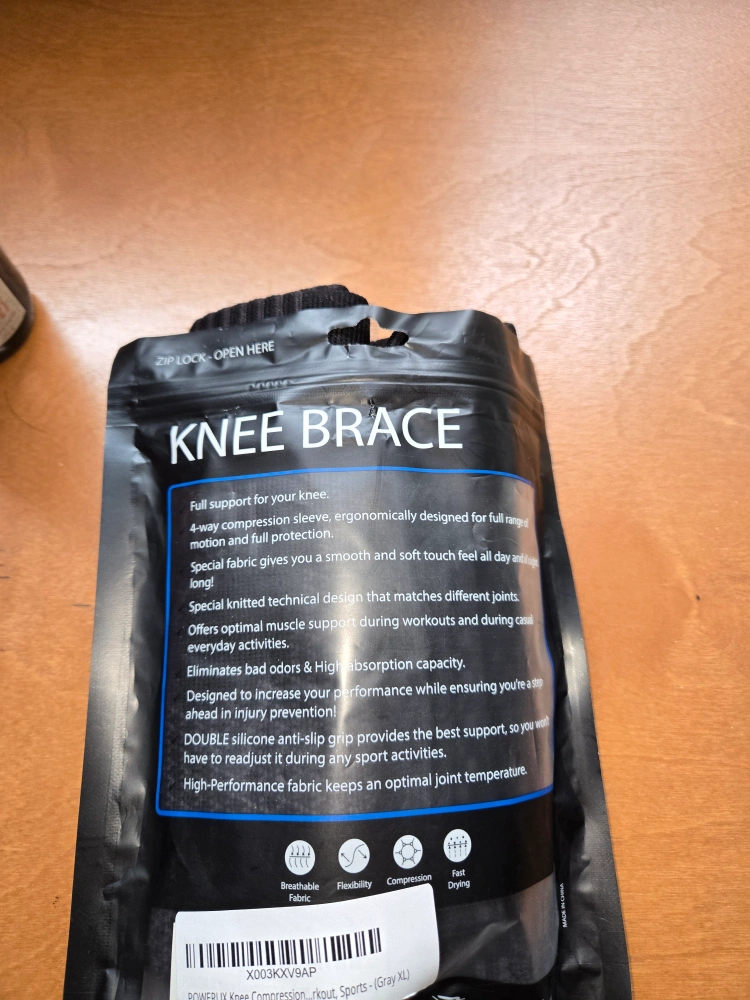 ZIP LOCK - OPEN HERE
KNEE BRACE
Full support for your knee.
4-way compression sleeve, ergonomically designed for full range of
motion and full protection.
Special fabric gives you a smooth and soft touch feel all day and
long!
Special knitted technical design that matches different joints.
Offers optimal muscle support during workouts and during casual
everyday activities.
Eliminates bad odors & High absorption capacity.
Designed to increase your performance while ensuring you're a step
ahead in injury prevention!
DOUBLE silicone anti-slip grip provides the best support, so you won't
have to readjust it during any sport activities.
High-Performance fabric keeps an optimal joint temperature.
Breathable
Fabric
Flexibility
Compression
Fast
Drying
MADE IN CHINA
X003KXV9AP
POWERLIX Knee Compression...rkout, Sports - (Gray XL)